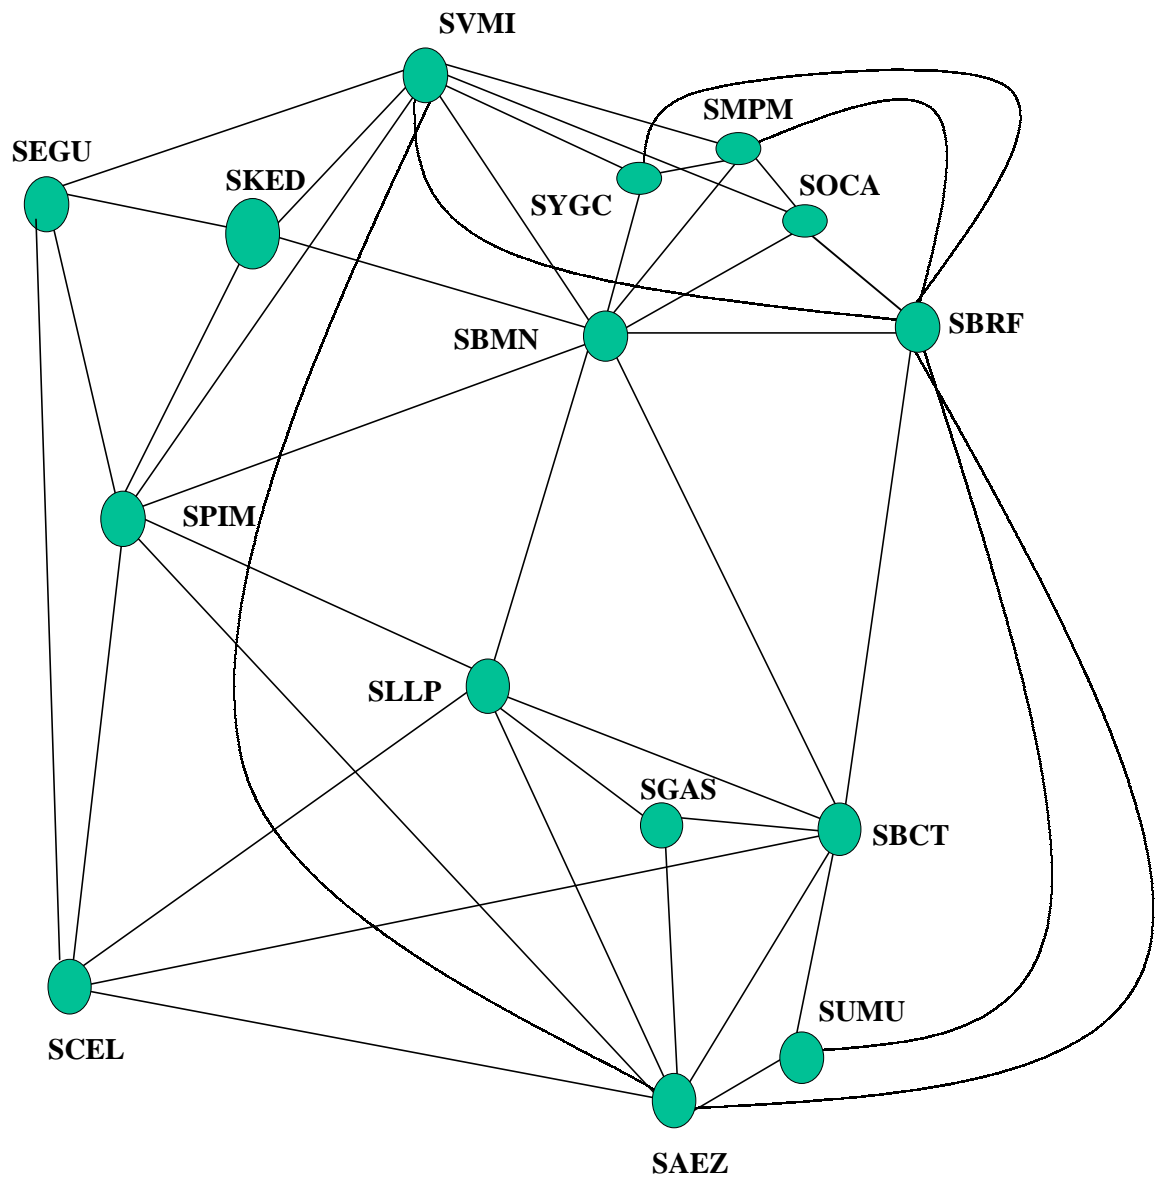 SVMI
SMPM
SEGU
SKED
SOCA
SYGC
SBRF
SBMN
SPIM
SLLP
SGAS
SBCT
SUMU
SCEL
SAEZ